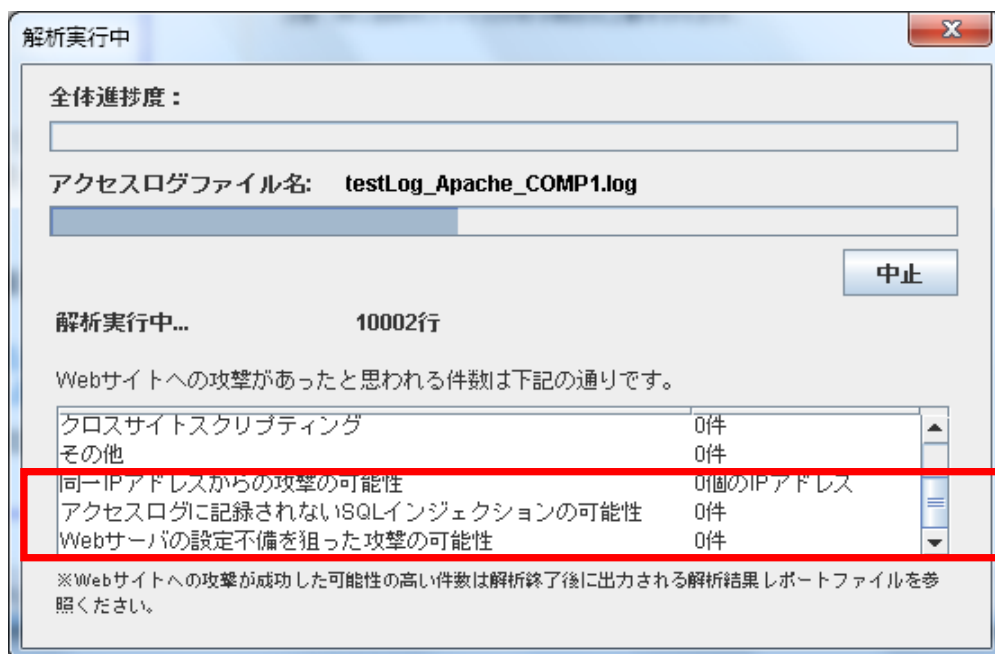 解析実行中
全体進捗度：
アクセスログファイル名: testLog_Apache_COMP1.log
中止
解析実行中... 10002行
Webサイトへの攻撃があったと思われる件数は下記の通りです。
クロスサイトスクリプティング 0件
その他 0件
同一IPアドレスからの攻撃の可能性 0個のIPアドレス
アクセスログに記録されないSQLインジェクションの可能性 0件
Webサーバの設定不備を狙った攻撃の可能性 0件
※Webサイトへの攻撃が成功した可能性の高い件数は解析終了後に出力される解析結果レポートファイルを参
照ください。